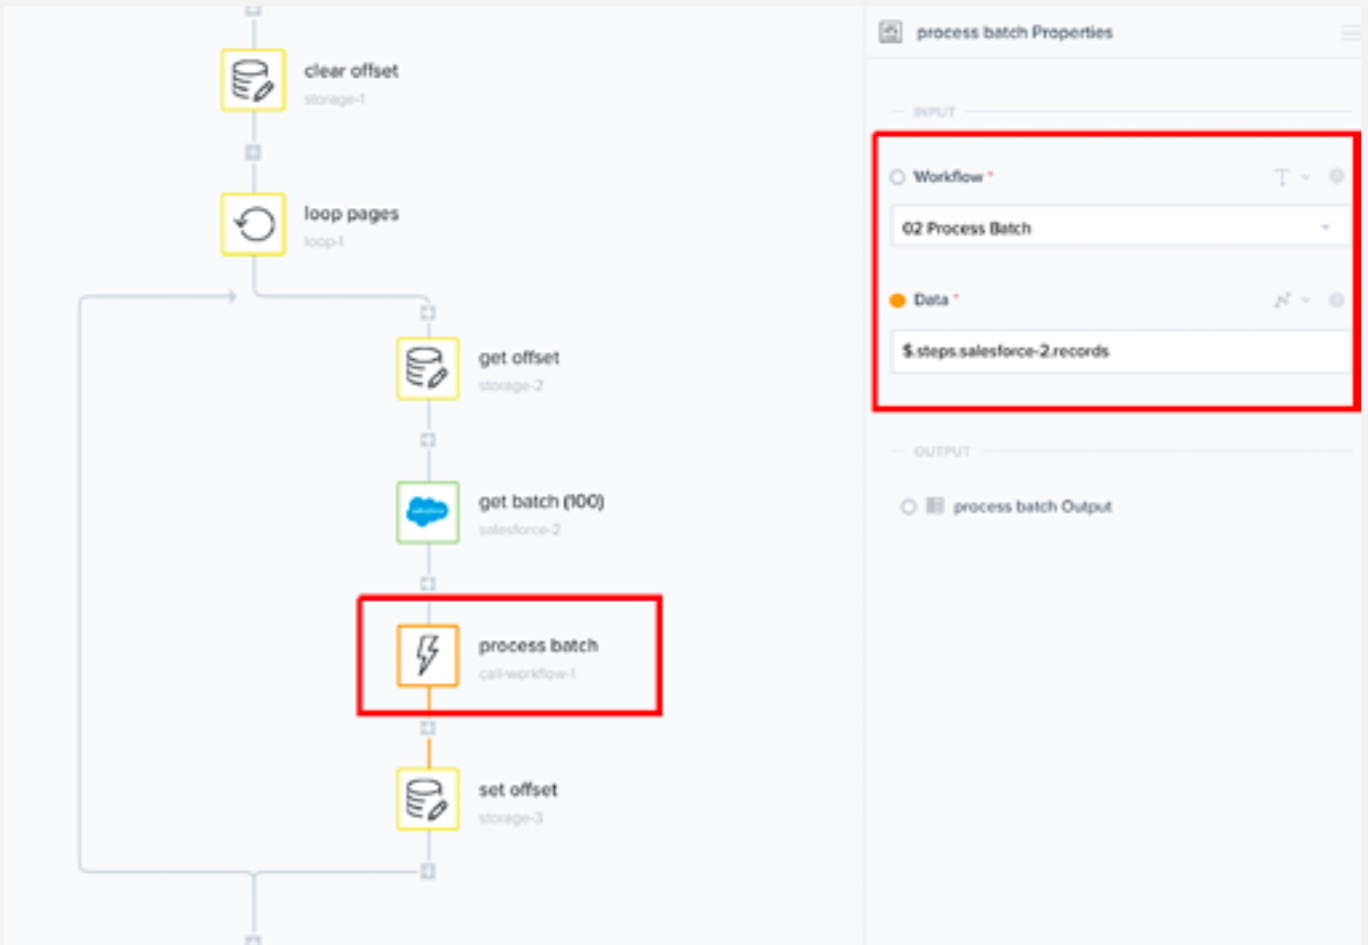 clear offset
storage-1
loop pages
loop-1
get offset
storage-2
get batch (100)
salesforce-2
process batch
call-workflow-1
set offset
storage-3
process batch Properties
INPUT
Workflow *
T
02 Process Batch
Data *
$.steps.salesforce-2.records
OUTPUT
process batch Output